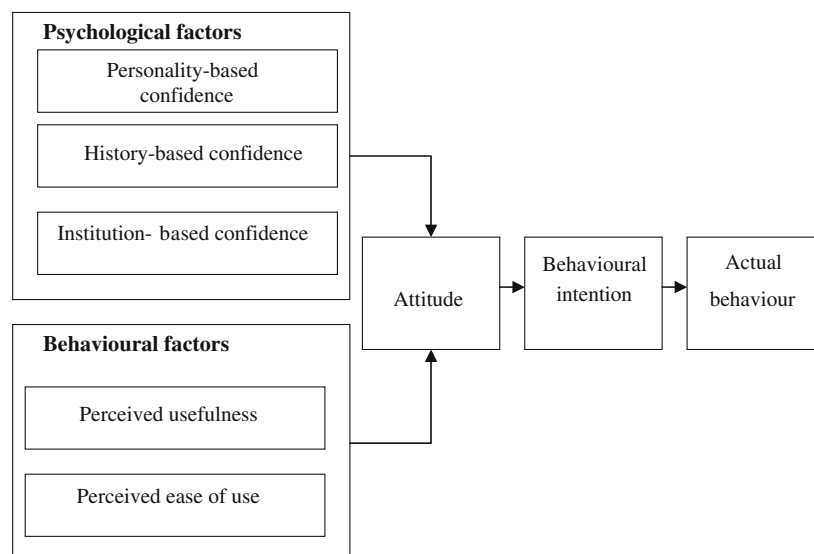 Psychological factors
Personality-based
confidence
History-based confidence
Institution- based confidence
Behavioural factors
Perceived usefulness
Perceived ease of use
Attitude
Behavioural
intention
Actual
behaviour